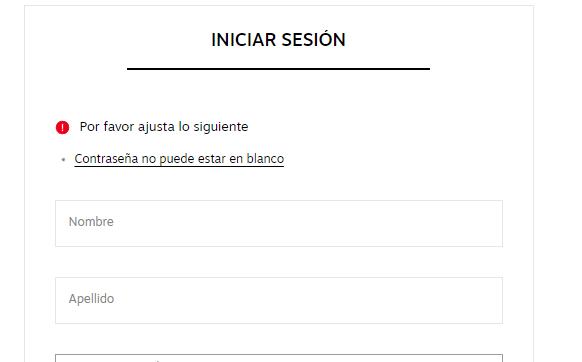 INICIAR SESIÓN
Por favor ajusta lo siguiente
Contraseña no puede estar en blanco
Nombre
Apellido